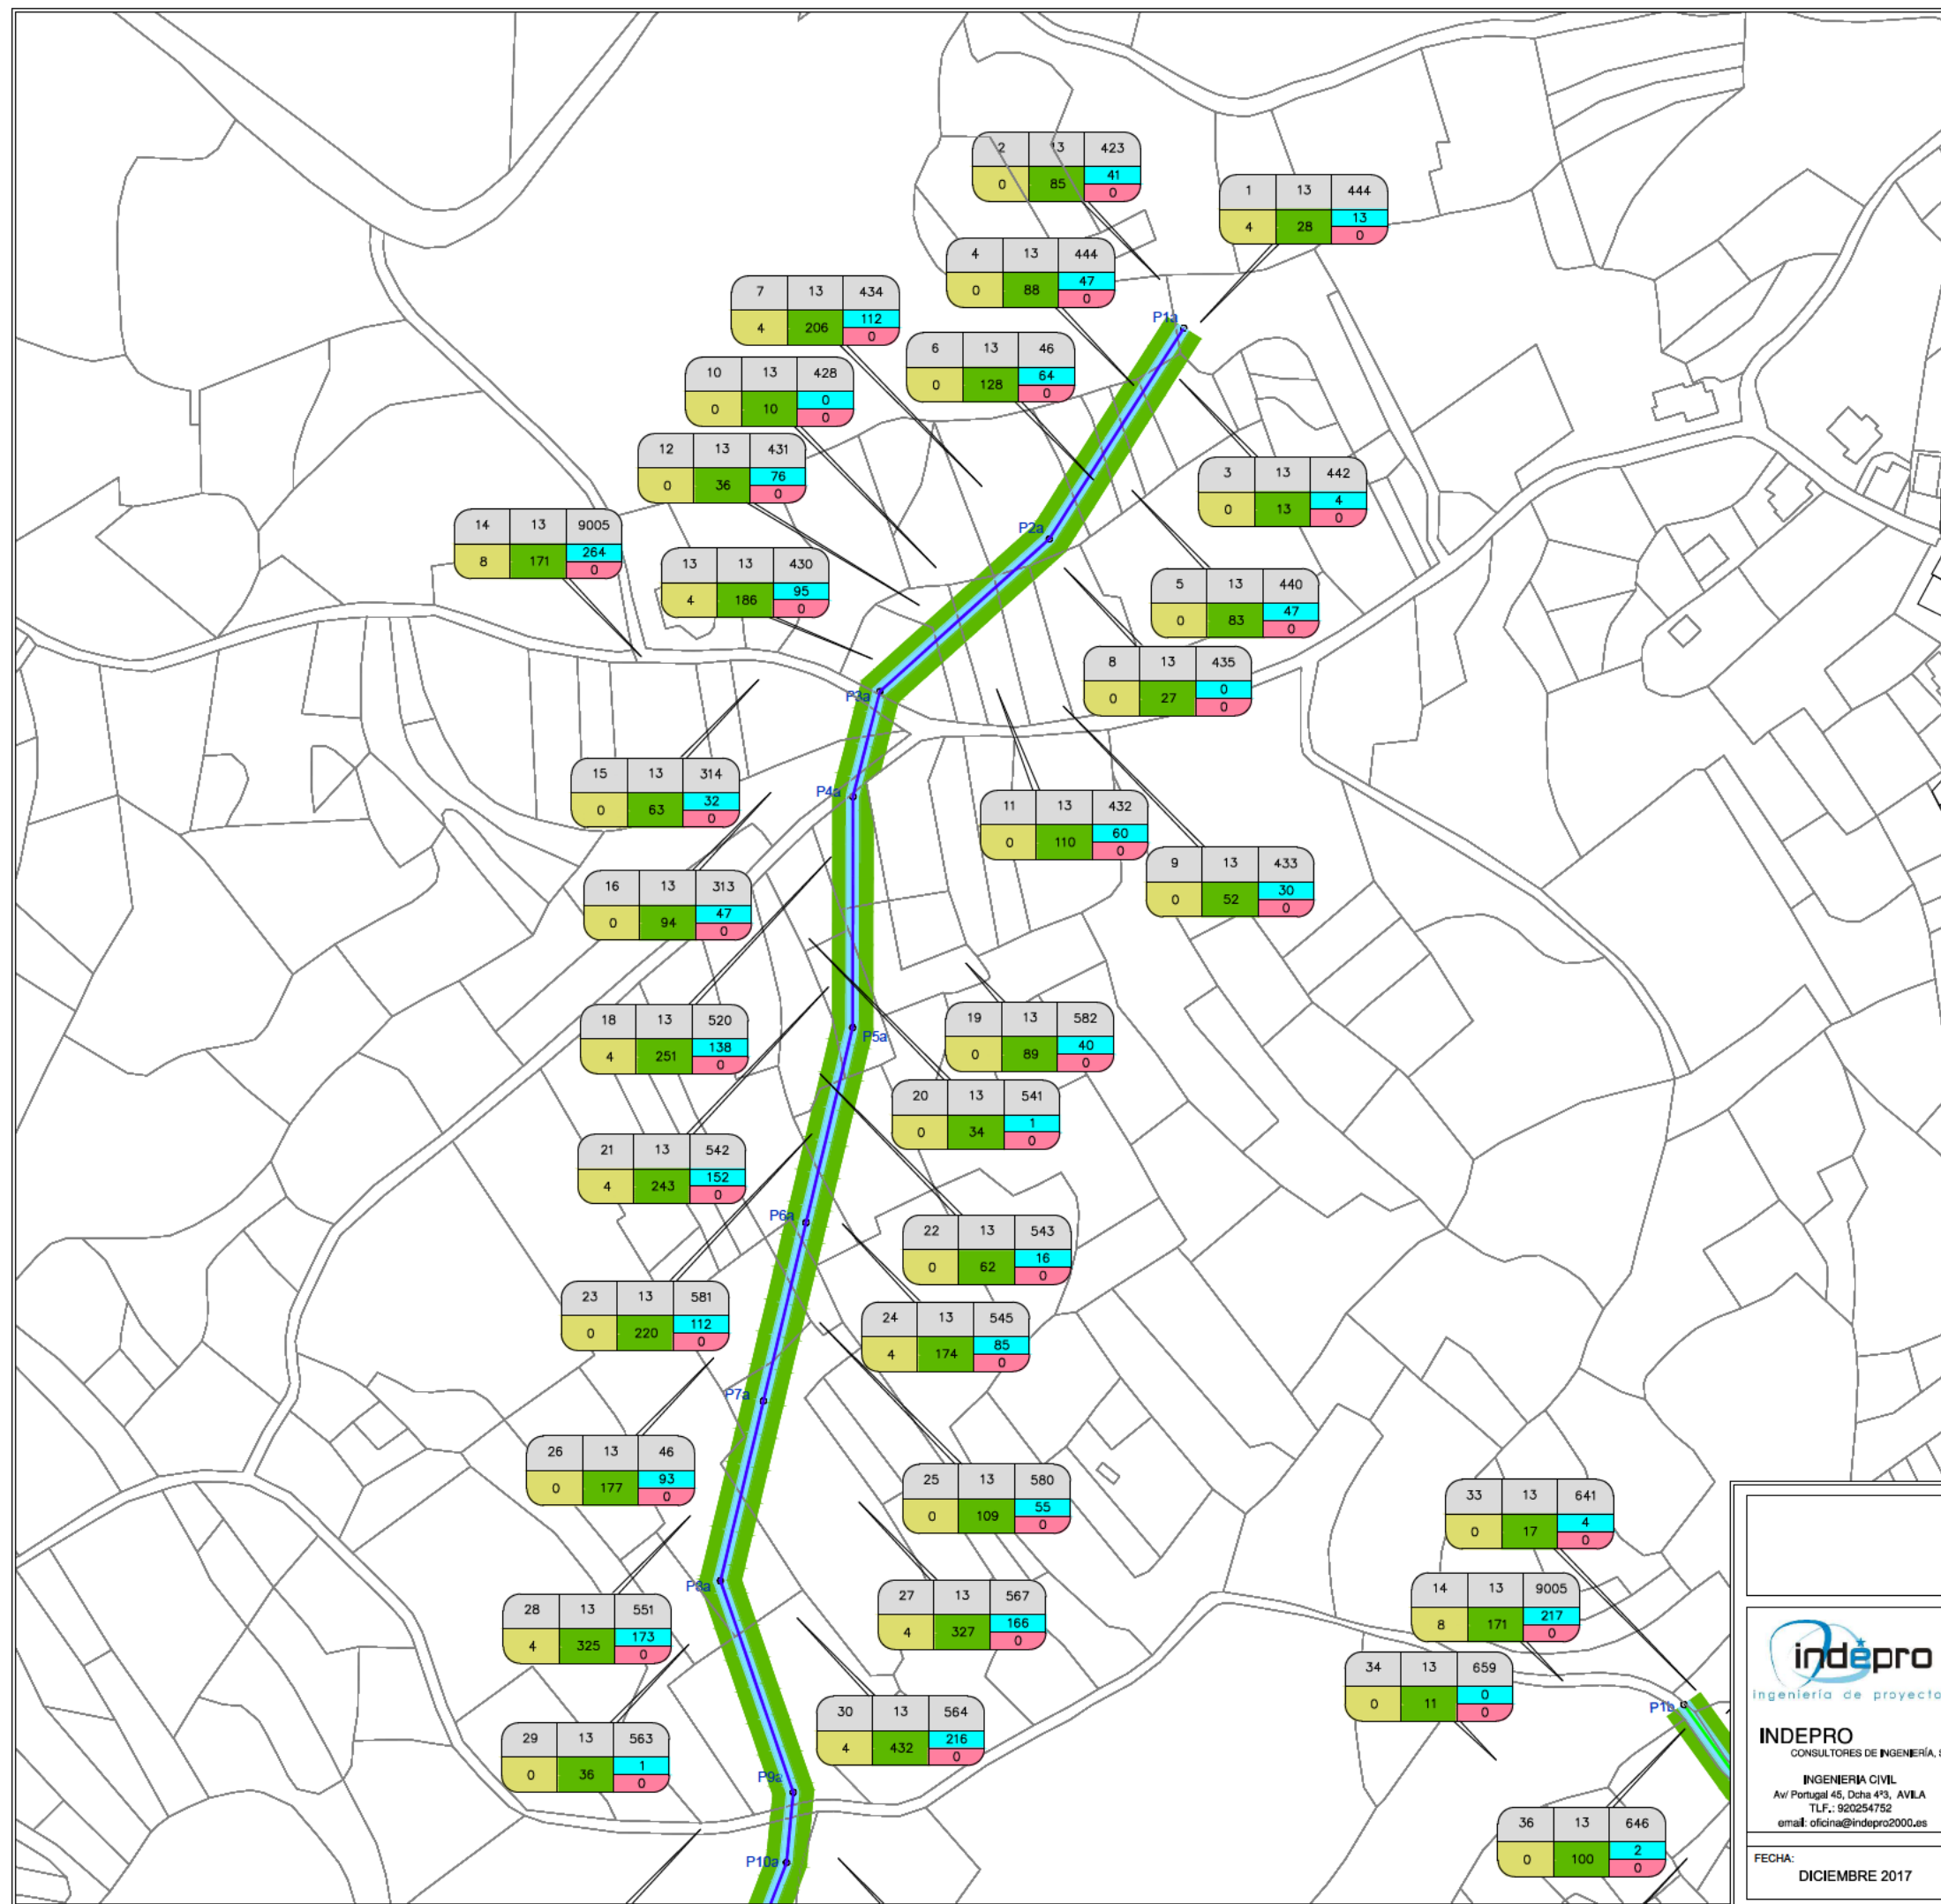 2 13 423
0 85 41
0
1 13 444
4 28 13
0
4 13 444
0 88 47
0
7 13 434
4 206 112
0
P1a
6 13 46
0 128 64
0
10 13 428
0 10 0
0
12 13 431
0 36 76
0
3 13 442
0 13 4
0
14 13 9005
8 171 264
0
P2a
13 13 430
4 186 95
0
5 13 440
0 83 47
0
8 13 435
0 27 0
0
P3a
15 13 314
0 63 32
0
P4a
11 13 432
0 110 60
0
9 13 433
0 52 30
0
16 13 313
0 94 47
0
18 13 520
4 251 138
0
19 13 582
0 89 40
0
P5a
20 13 541
0 34 1
0
21 13 542
4 243 152
0
P6a
22 13 543
0 62 16
0
23 13 581
0 220 112
0
24 13 545
4 174 85
0
P7a
26 13 46
0 177 93
0
25 13 580
0 109 55
0
33 13 641
0 17 4
0
P8a
28 13 551
4 325 173
0
27 13 567
4 327 166
0
14 13 9005
8 171 217
0
34 13 659
0 11 0
0
P1b
29 13 563
0 36 1
0
30 13 564
4 432 216
0
P9a
36 13 646
0 100 2
0
P10a
indepro
ingeniería de proyecto
INDEPRO
CONSULTORES DE INGENIERÍA,
INGENIERIA CIVIL
Av/ Portugal 45, Dcha 4º3, AVILA
TLF.: 920254752
email: oficina@indepro2000.es
FECHA:
DICIEMBRE 2017